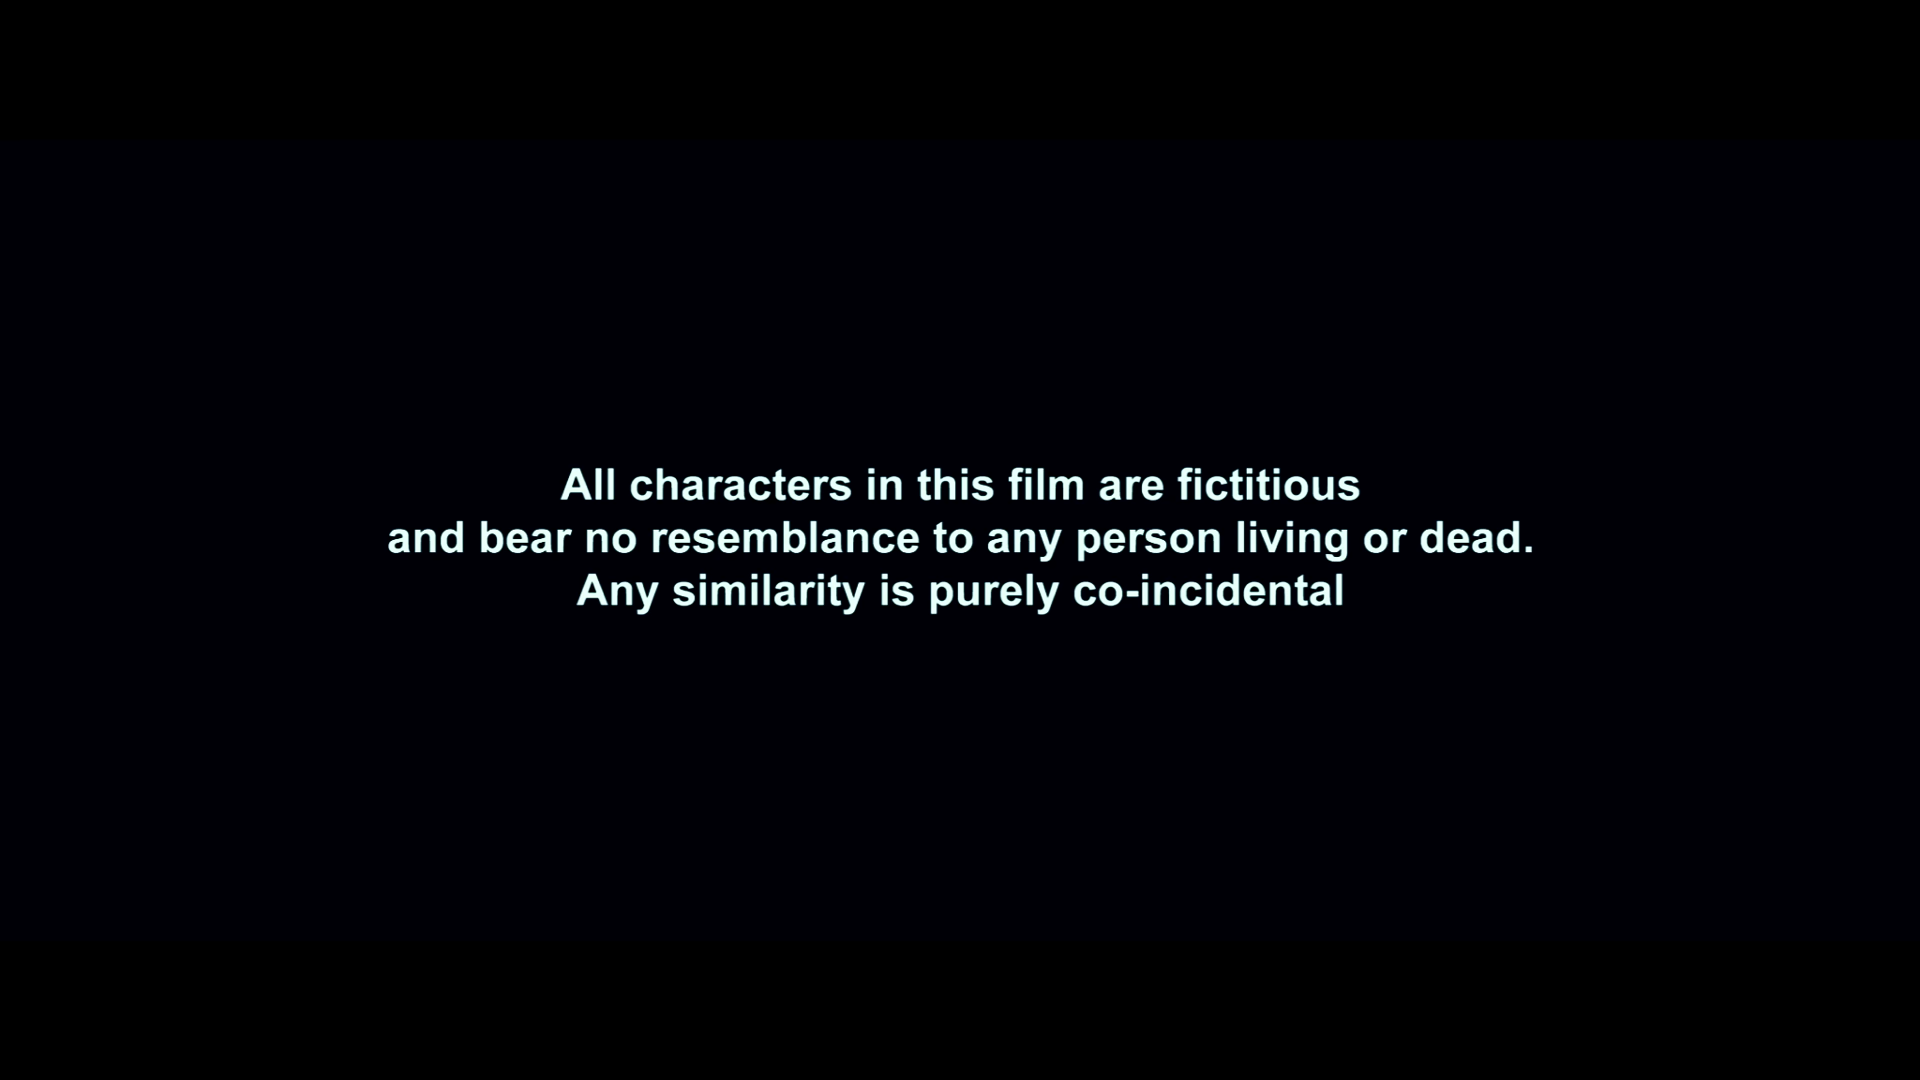 All characters in this film are fictitious
and bear no resemblance to any person living or dead.
Any similarity is purely co-incidental